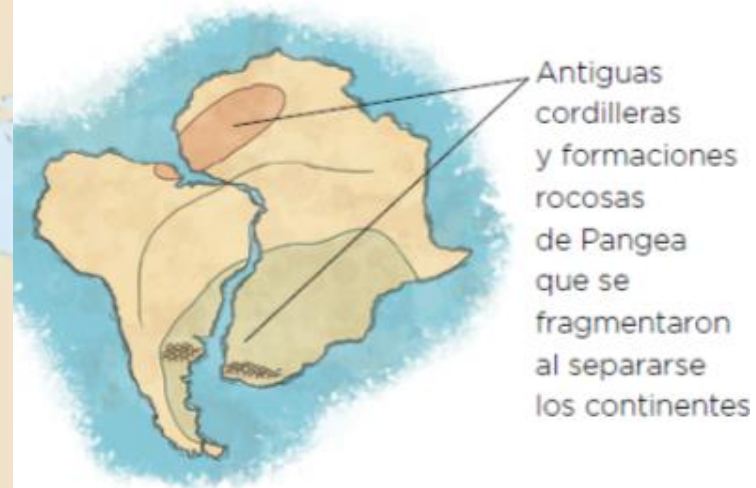 Antiguas
cordilleras
y formaciones
rocosas
de Pangea
que se
fragmentaron
al separarse
los continentes